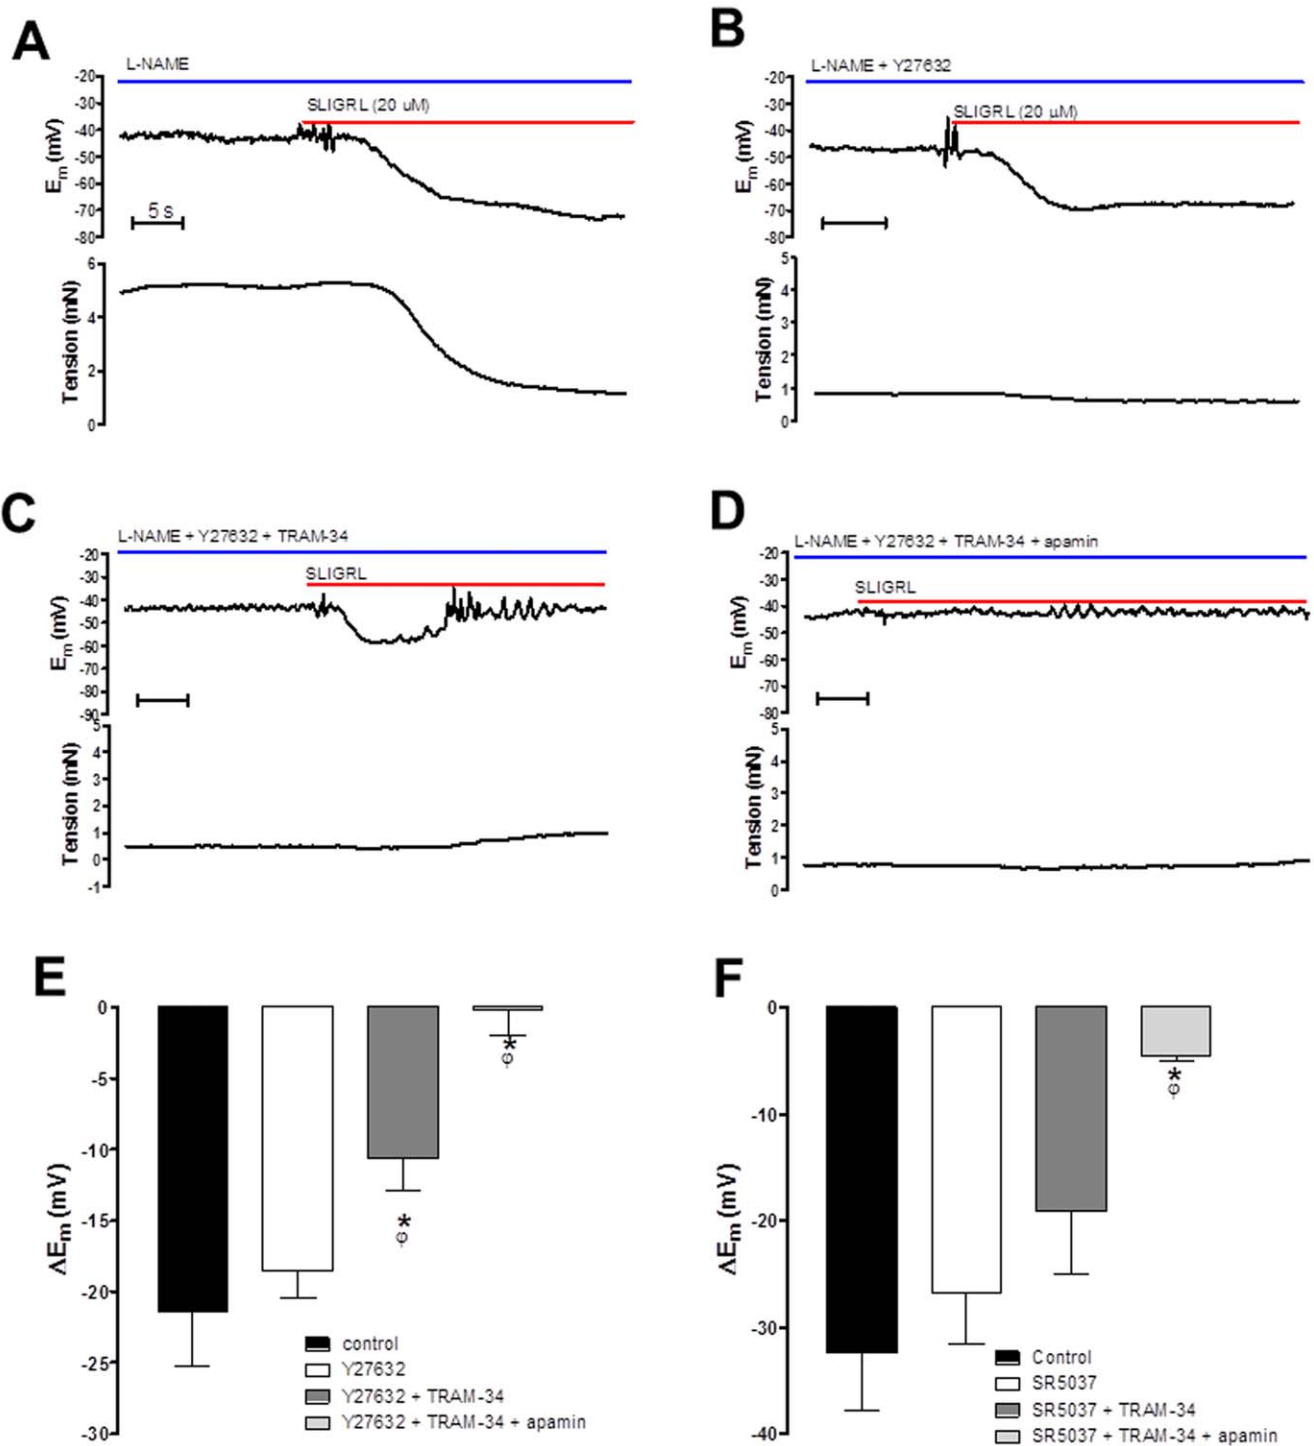 A
L-NAME
SLIGRL (20 uM)
-20
-30
-40
-50
-60
-70
-80
Em (mV)
5 s
6
4
2
0
Tension (mN)
B
L-NAME + Y27632
SLIGRL (20 µM)
-20
-30
-40
-50
-60
-70
-80
Em (mV)
5
4
3
2
1
0
Tension (mN)
C
L-NAME + Y27632 + TRAM-34
SLIGRL
-20
-30
-40
-50
-60
-70
-80
-90
Em (mV)
5
4
3
2
1
0
-1
Tension (mN)
D
L-NAME + Y27632 + TRAM-34 + apamin
SLIGRL
-20
-30
-40
-50
-60
-70
-80
Em (mV)
5
4
3
2
1
0
Tension (mN)
E
0
-5
-10
-15
-20
-25
-30
ΔEm (mV)
*
φ
*
φ
control
Y27632
Y27632 + TRAM-34
Y27632 + TRAM-34 + apamin
F
0
-10
-20
-30
-40
ΔEm (mV)
*
φ
Control
SR5037
SR5037 + TRAM-34
SR5037 + TRAM-34 + apamin